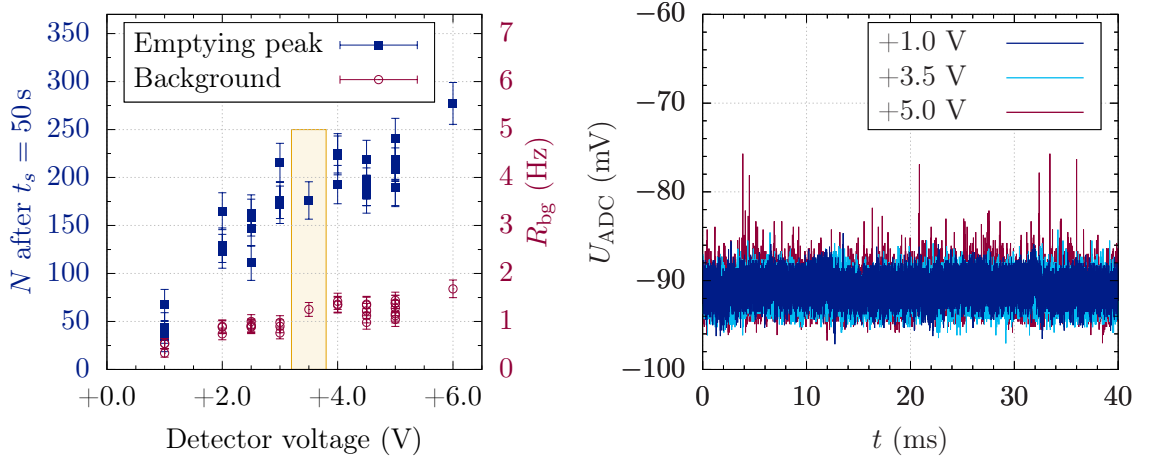 350
300
250
200
150
100
50
0
N after t_s = 50 s
Emptying peak
Background
7
6
5
4
3
2
1
0
R_bg (Hz)
+0.0 +2.0 +4.0 +6.0
Detector voltage (V)
−60
−70
−80
−90
−100
U_ADC (mV)
+1.0 V
+3.5 V
+5.0 V
0 10 20 30 40
t (ms)